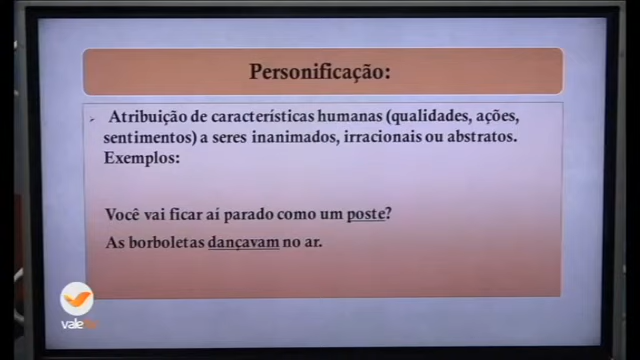 Personificação:
Atribuição de características humanas (qualidades, ações,
sentimentos) a seres inanimados, irracionais ou abstratos.
Exemplos:
Você vai ficar aí parado como um poste?
As borboletas dançavam no ar.
vale